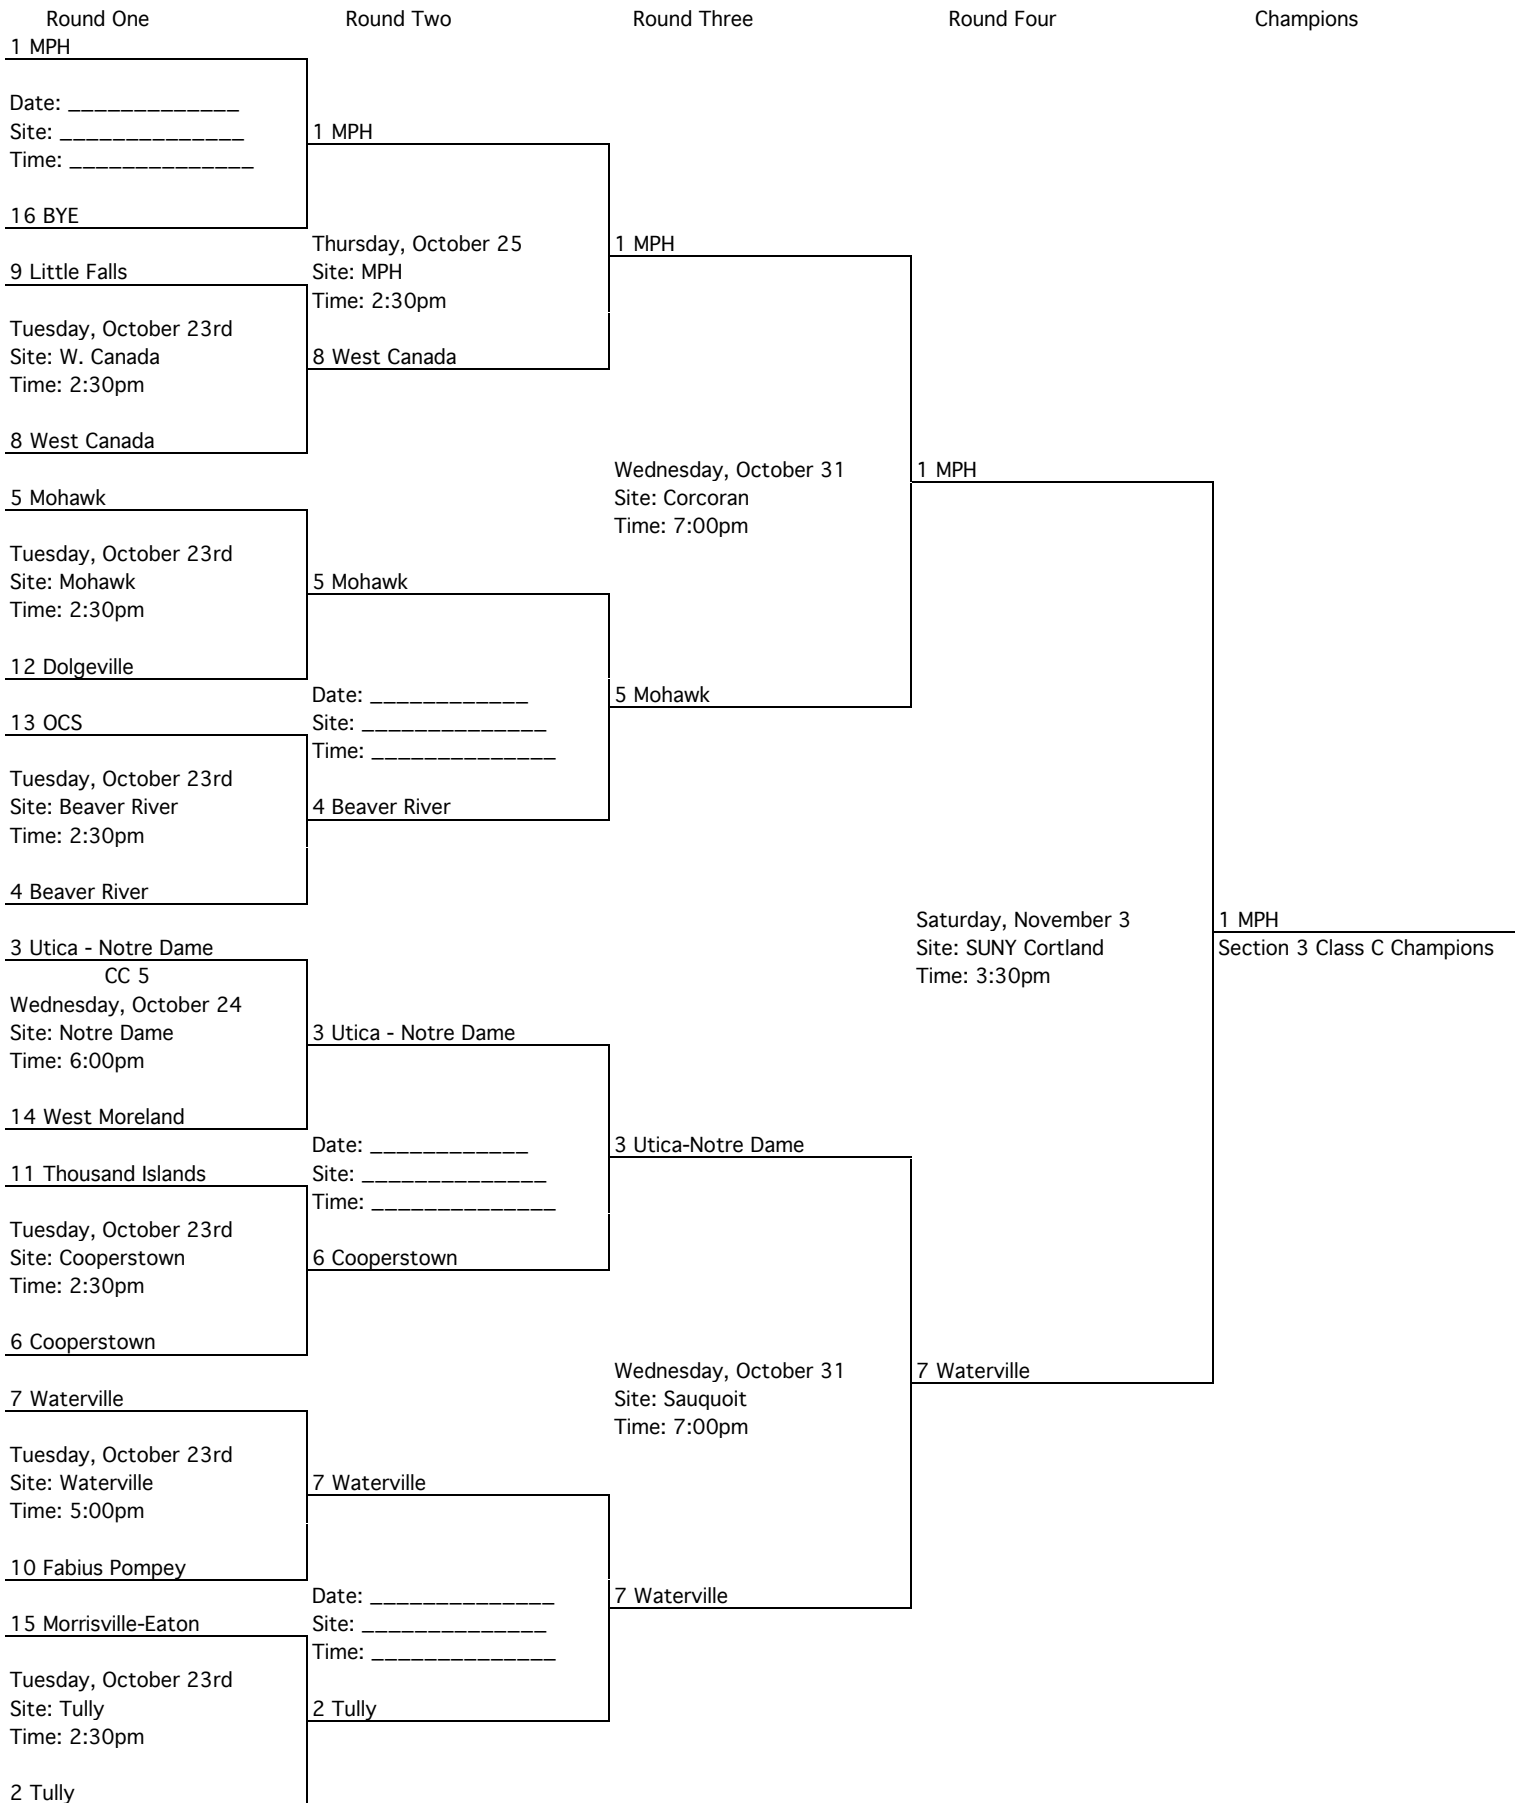 Round One
Round Two
Round Three
Round Four
Champions
1 MPH
Date: _____________
Site: ______________
Time: ______________
16 BYE
9 Little Falls
Tuesday, October 23rd
Site: W. Canada
Time: 2:30pm
8 West Canada
5 Mohawk
Tuesday, October 23rd
Site: Mohawk
Time: 2:30pm
12 Dolgeville
13 OCS
Tuesday, October 23rd
Site: Beaver River
Time: 2:30pm
4 Beaver River
3 Utica - Notre Dame
CC 5
Wednesday, October 24
Site: Notre Dame
Time: 6:00pm
14 West Moreland
11 Thousand Islands
Tuesday, October 23rd
Site: Cooperstown
Time: 2:30pm
6 Cooperstown
7 Waterville
Tuesday, October 23rd
Site: Waterville
Time: 5:00pm
10 Fabius Pompey
15 Morrisville-Eaton
Tuesday, October 23rd
Site: Tully
Time: 2:30pm
2 Tully
1 MPH
Thursday, October 25
Site: MPH
Time: 2:30pm
8 West Canada
5 Mohawk
Date: ____________
Site: ______________
Time: ______________
4 Beaver River
3 Utica - Notre Dame
Date: ____________
Site: ______________
Time: ______________
6 Cooperstown
7 Waterville
Date: ______________
Site: ______________
Time: ______________
2 Tully
1 MPH
Wednesday, October 31
Site: Corcoran
Time: 7:00pm
5 Mohawk
3 Utica-Notre Dame
Wednesday, October 31
Site: Sauquoit
Time: 7:00pm
7 Waterville
1 MPH
Saturday, November 3
Site: SUNY Cortland
Time: 3:30pm
7 Waterville
1 MPH
Section 3 Class C Champions